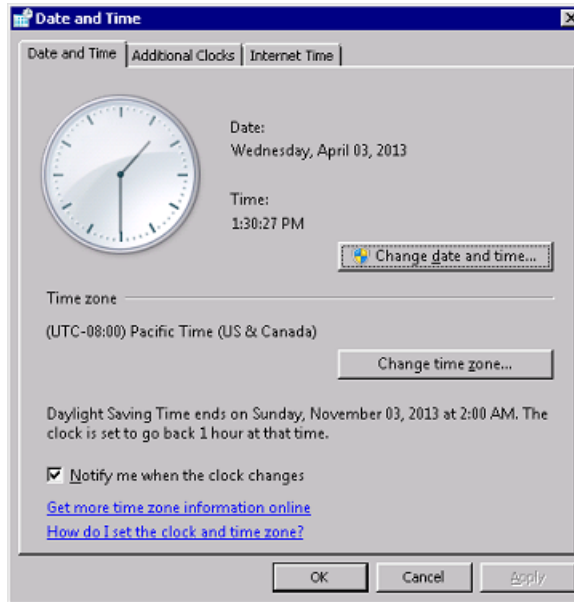 Date and Time
Date and Time
Additional Clocks
Internet Time
Date:
Wednesday, April 03, 2013
Time:
1:30:27 PM
Change date and time...
Time zone
(UTC-08:00) Pacific Time (US & Canada)
Change time zone...
Daylight Saving Time ends on Sunday, November 03, 2013 at 2:00 AM. The
clock is set to go back 1 hour at that time.
Notify me when the clock changes
Get more time zone information online
How do I set the clock and time zone?
OK
Cancel
Apply